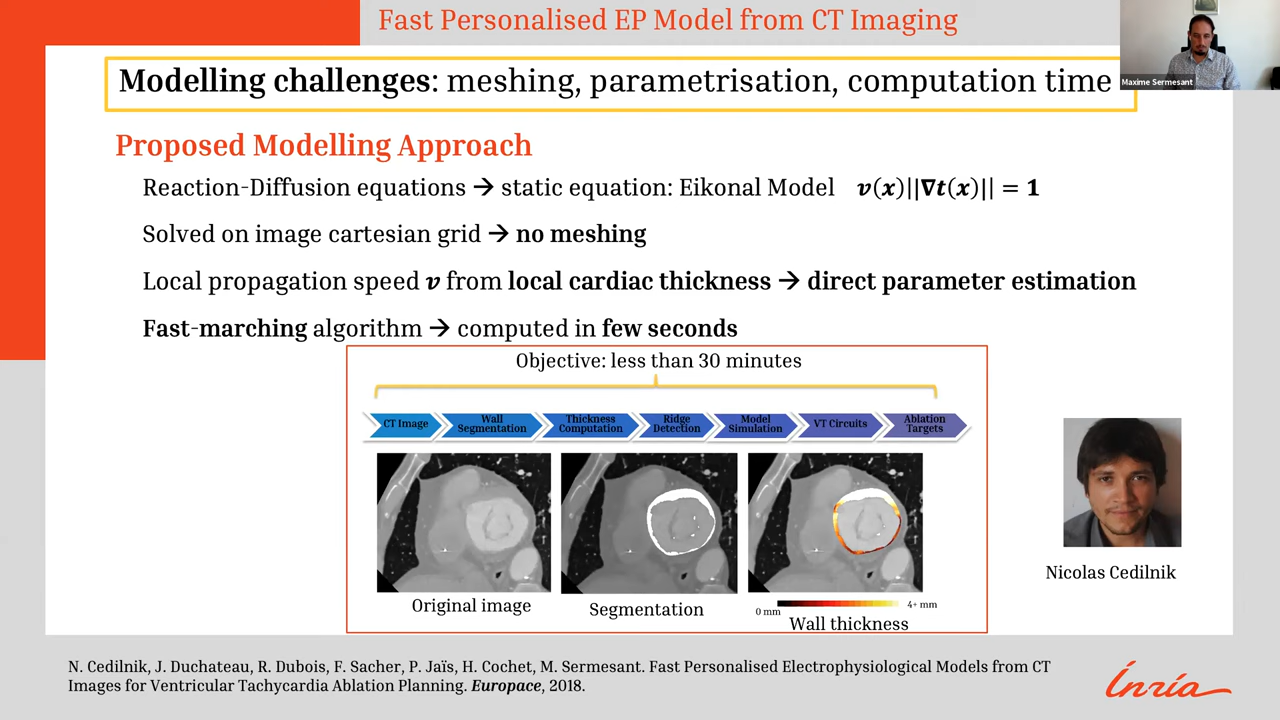 Fast Personalised EP Model from CT Imaging
Maxime Sermesant
Modelling challenges: meshing, parametrisation, computation time
Proposed Modelling Approach
Reaction-Diffusion equations → static equation: Eikonal Model v(x)||∇t(x)|| = 1
Solved on image cartesian grid → no meshing
Local propagation speed v from local cardiac thickness → direct parameter estimation
Fast-marching algorithm → computed in few seconds
Objective: less than 30 minutes
CT Image
Wall
Segmentation
Thickness
Computation
Ridge
Detection
Model
Simulation
VT Circuits
Ablation
Targets
Original image
Segmentation
0 mm
4+ mm
Wall thickness
Nicolas Cedilnik
N. Cedilnik, J. Duchateau, R. Dubois, F. Sacher, P. Jaïs, H. Cochet, M. Sermesant. Fast Personalised Electrophysiological Models from CT
Images for Ventricular Tachycardia Ablation Planning. Europace, 2018.
Inria